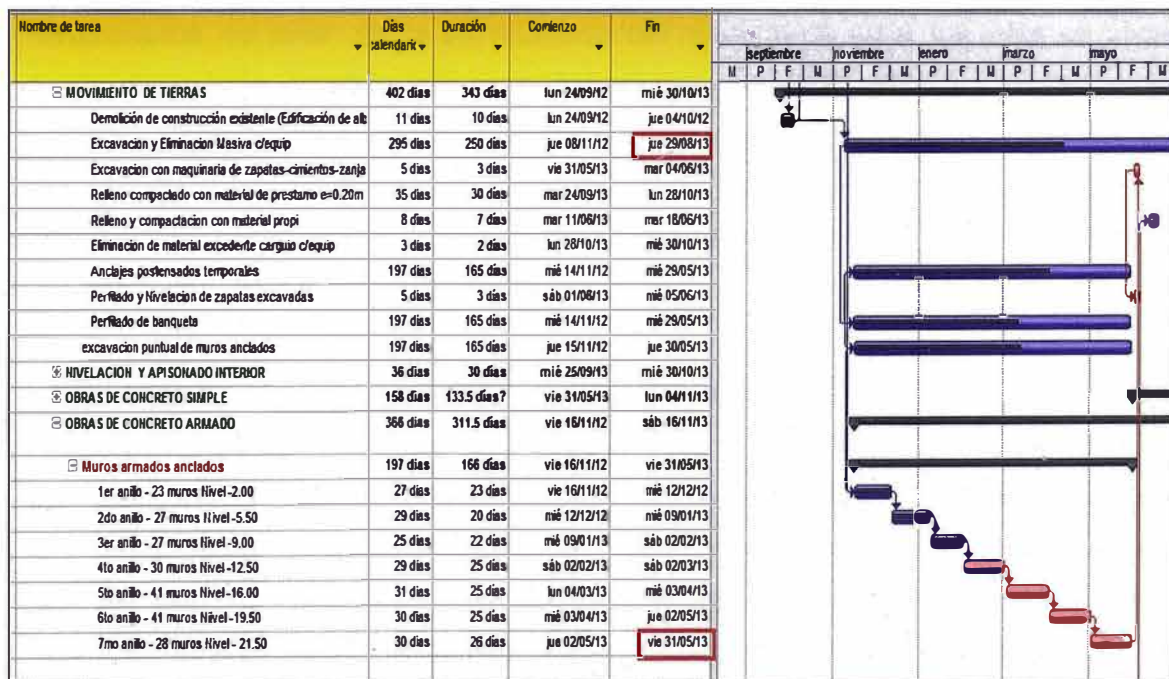 Nombre de tarea Días calendaric Duración Comienzo Fin
septiembre noviembre enero marzo mayo
M P F M P F M P F M P F M P F M
MOVIMIENTO DE TIERRAS 402 días 343 días lun 24/09/12 mié 30/10/13
Demolición de construcción existente (Edificación de alb 11 días 10 días lun 24/09/12 jue 04/10/12
Excavación y Eliminacion Masiva c/equip 295 días 250 días jue 08/11/12 jue 29/08/13
Excavación con maquinaria de zapatas-cimientos-zanja 5 días 3 días vie 31/05/13 mar 04/06/13
Relleno compactado con material de prestamo e=0.20m 35 días 30 días mar 24/09/13 lun 28/10/13
Relleno y compactacion con material propi 8 días 7 días mar 11/06/13 mar 18/06/13
Eliminacion de material excedente carguio c/equip 3 días 2 días lun 28/10/13 mié 30/10/13
Anclajes postensados temporales 197 días 165 días mié 14/11/12 mié 29/05/13
Perfilado y Nivelacion de zapatas excavadas 5 días 3 días sáb 01/06/13 mié 05/06/13
Perfilado de banqueta 197 días 165 días mié 14/11/12 mié 29/05/13
excavacion puntual de muros anclados 197 días 165 días jue 15/11/12 jue 30/05/13
NIVELACION Y APISONADO INTERIOR 36 días 30 días mié 25/09/13 mié 30/10/13
OBRAS DE CONCRETO SIMPLE 158 días 133.5 días? vie 31/05/13 lun 04/11/13
OBRAS DE CONCRETO ARMADO 366 días 311.5 días vie 16/11/12 sáb 16/11/13
Muros armados anclados 197 días 166 días vie 16/11/12 vie 31/05/13
1er anillo - 23 muros Nivel -2.00 27 días 23 días vie 16/11/12 mié 12/12/12
2do anillo - 27 muros Nivel -5.50 29 días 20 días mié 12/12/12 mié 09/01/13
3er anillo - 27 muros Nivel -9.00 25 días 22 días mié 09/01/13 sáb 02/02/13
4to anillo - 30 muros Nivel -12.50 29 días 25 días sáb 02/02/13 sáb 02/03/13
5to anillo - 41 muros Nivel -16.00 31 días 25 días lun 04/03/13 mié 03/04/13
6to anillo - 41 muros Nivel -19.50 30 días 25 días mié 03/04/13 jue 02/05/13
7mo anillo - 28 muros Nivel - 21.50 30 días 26 días jue 02/05/13 vie 31/05/13